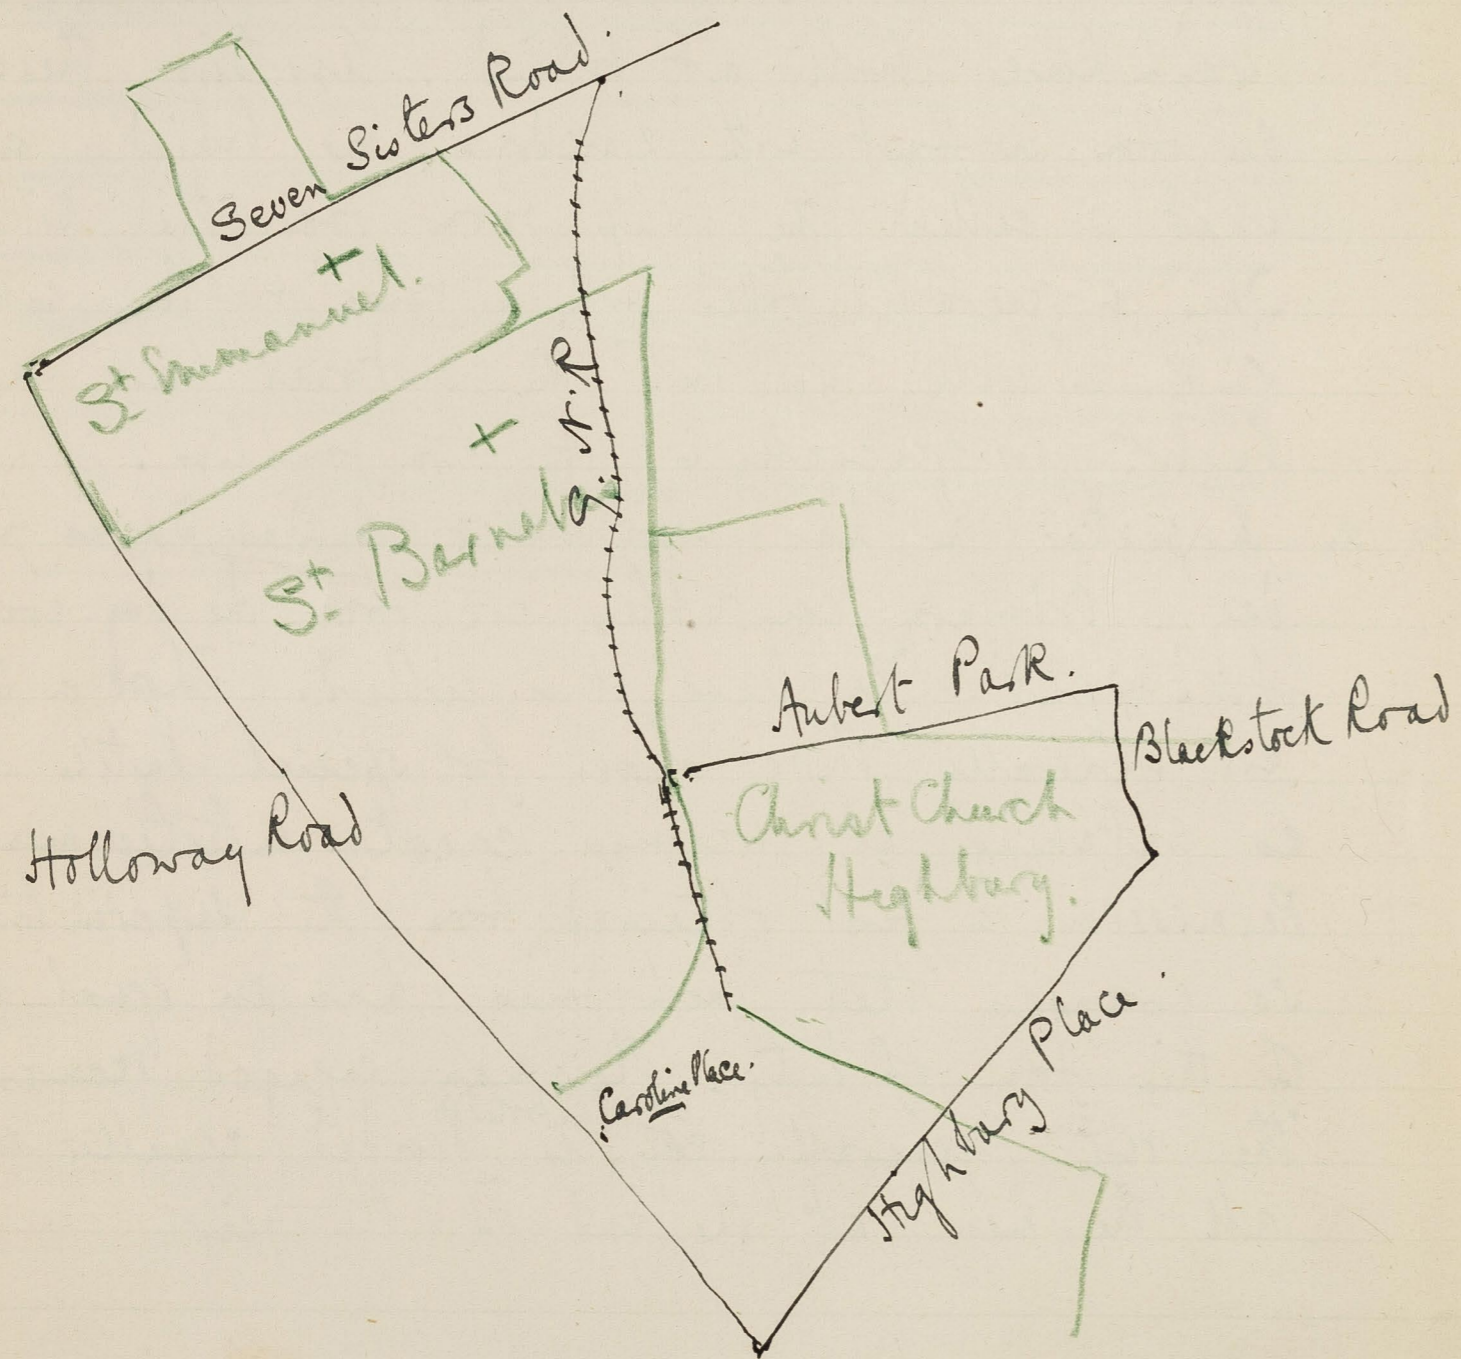 Seven Sisters Road.
St Emmanuel.
G.N.R
St Barnabas
Aubert Park.
Blackstock Road
Christ Church
Highbury.
Holloway Road
Caroline Place.
Highbury Place.